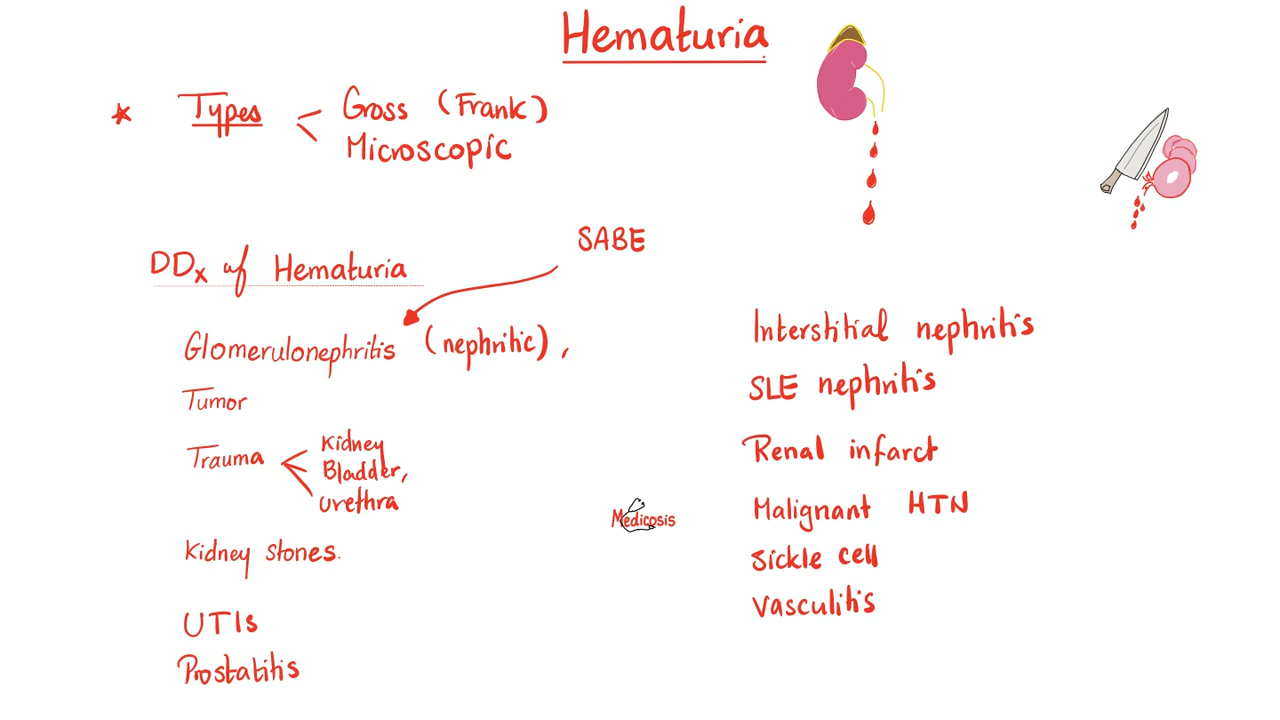 Hematuria
* Types < Gross (Frank)
Microscopic
SABE
DDx of Hematuria
Glomerulonephritis (nephritic),
Tumor
Trauma < Kidney
Bladder,
urethra
Kidney stones.
UTIs
Prostatitis
Medicosis
Interstitial nephritis
SLE nephritis
Renal infarct
Malignant HTN
Sickle cell
Vasculitis